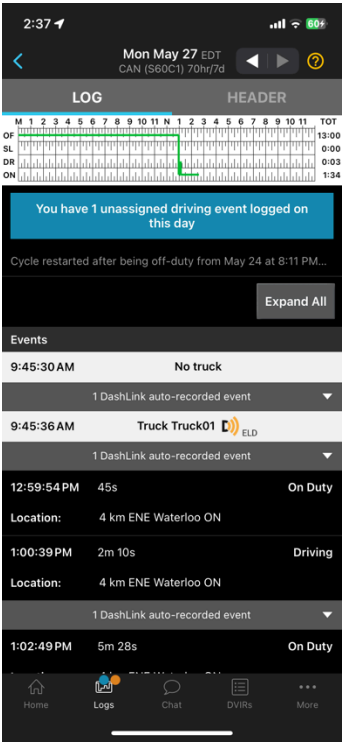 2:37
60
Mon May 27 EDT
CAN (S60C1) 70hr/7d
LOG
HEADER
M 1 2 3 4 5 6 7 8 9 10 11 N 1 2 3 4 5 6 7 8 9 10 11 TOT
OF 13:00
SL 0:00
DR 0:03
ON 1:34
You have 1 unassigned driving event logged on
this day
Cycle restarted after being off-duty from May 24 at 8:11 PM...
Expand All
Events
9:45:30 AM No truck
1 DashLink auto-recorded event
9:45:36 AM Truck Truck01 D ELD
1 DashLink auto-recorded event
12:59:54 PM 45s On Duty
Location: 4 km ENE Waterloo ON
1:00:39 PM 2m 10s Driving
Location: 4 km ENE Waterloo ON
1 DashLink auto-recorded event
1:02:49 PM 5m 28s On Duty
Home Logs Chat DVIRs More